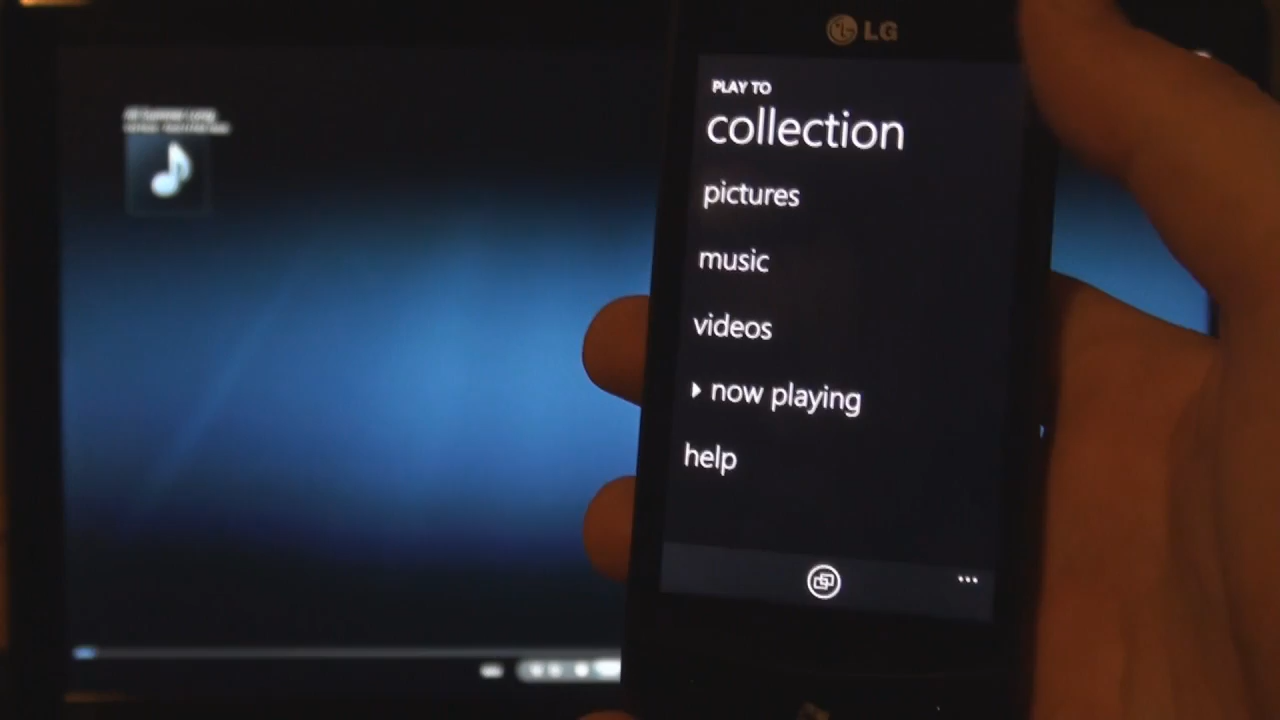 LG
PLAY TO
collection
pictures
music
videos
now playing
help